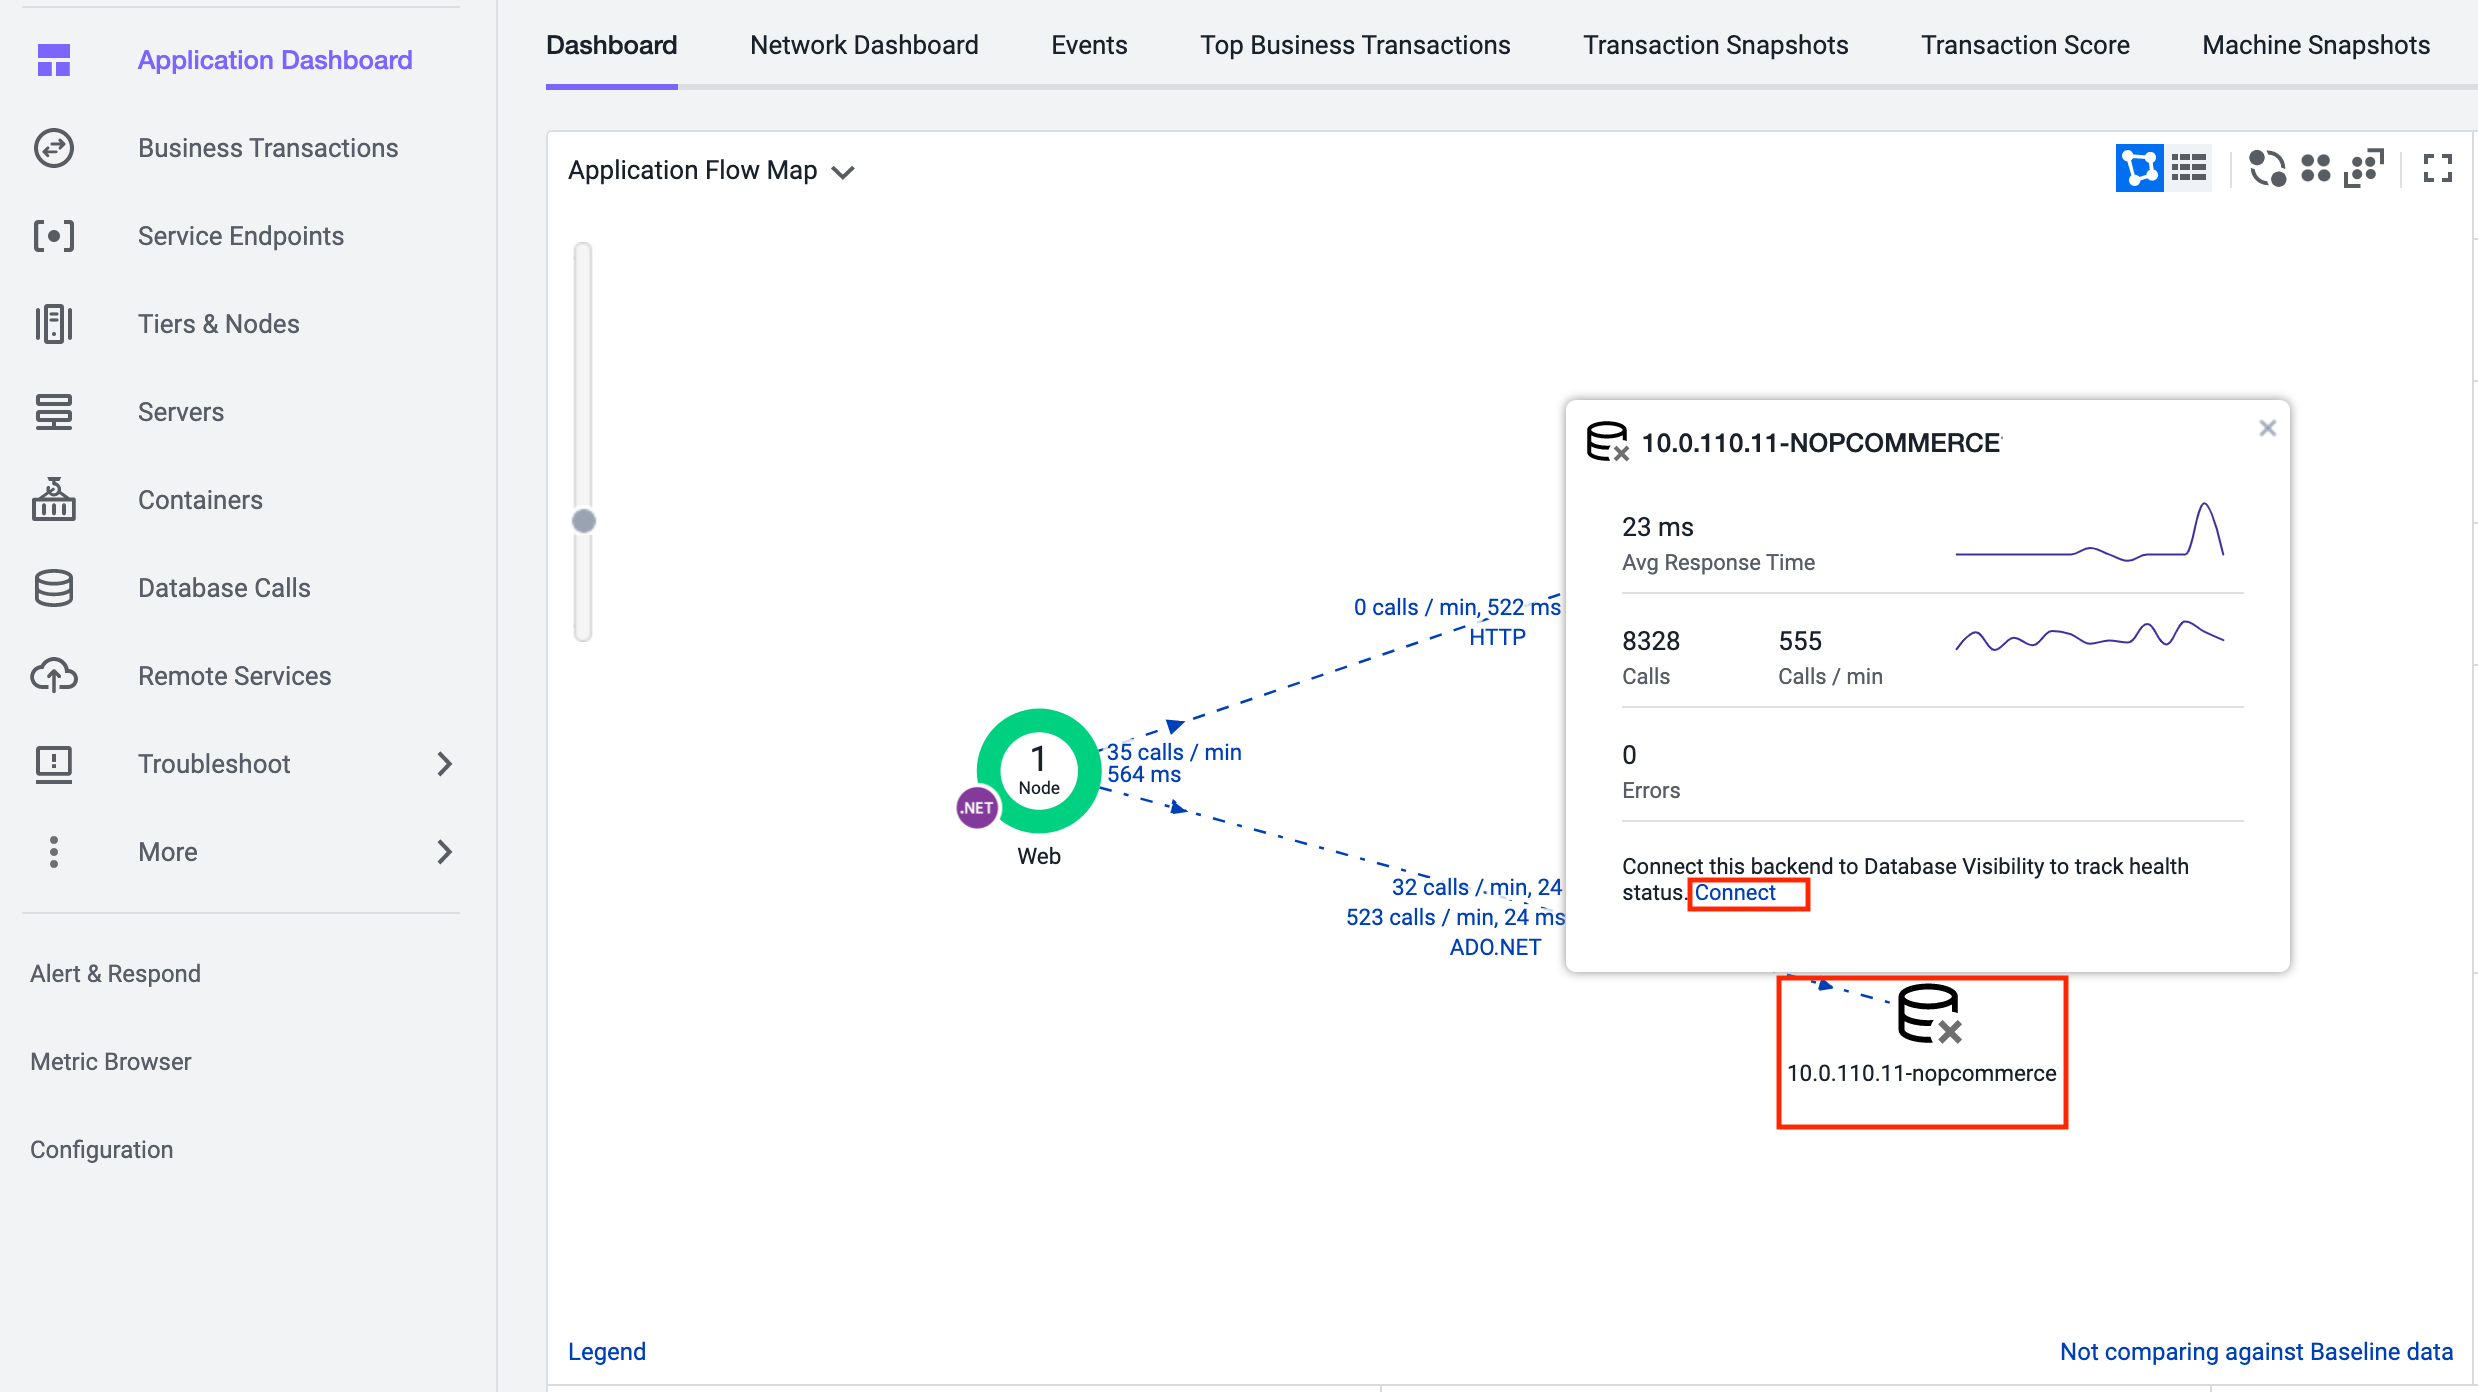 Application Dashboard
Business Transactions
Service Endpoints
Tiers & Nodes
Servers
Containers
Database Calls
Remote Services
Troubleshoot
More
Alert & Respond
Metric Browser
Configuration
Dashboard
Network Dashboard
Events
Top Business Transactions
Transaction Snapshots
Transaction Score
Machine Snapshots
Application Flow Map
0 calls / min, 522 ms
HTTP
35 calls / min
564 ms
1
Node
.NET
Web
32 calls / min, 24
523 calls / min, 24 ms
ADO.NET
10.0.110.11-NOPCOMMERCE
23 ms
Avg Response Time
8328
Calls
555
Calls / min
0
Errors
Connect this backend to Database Visibility to track health
status. Connect
10.0.110.11-nopcommerce
Legend
Not comparing against Baseline data